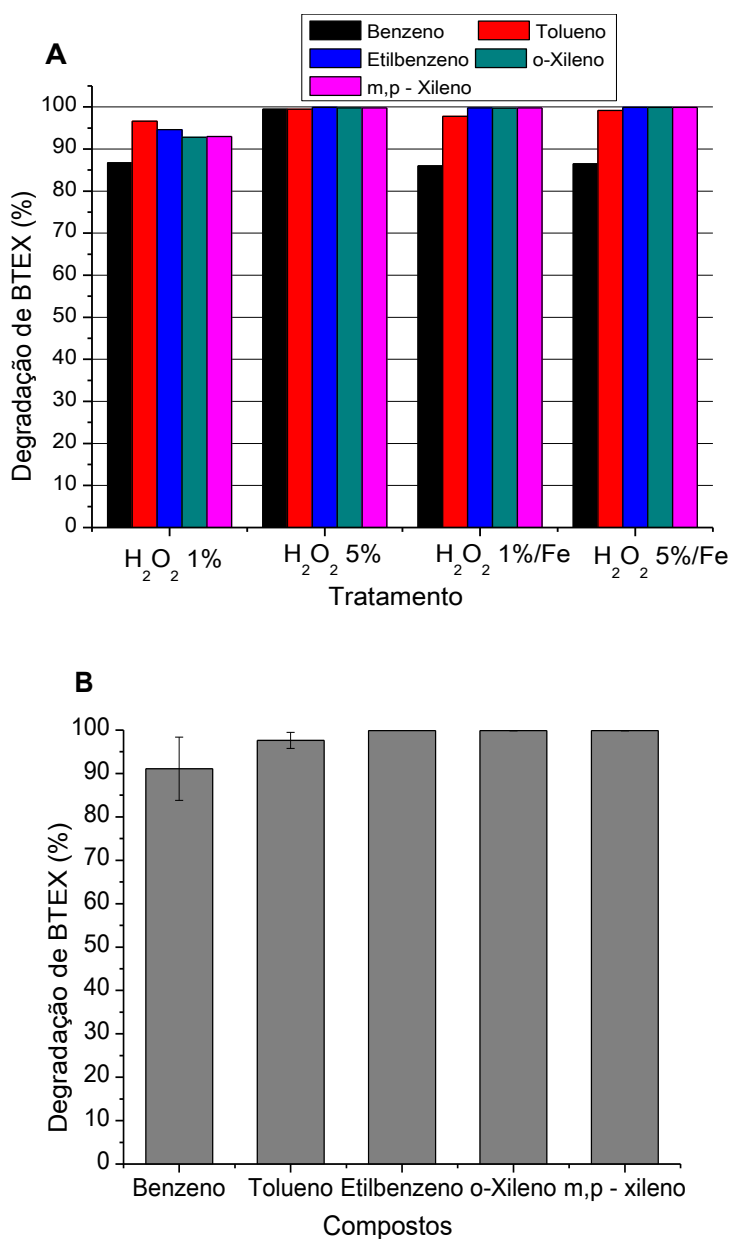 A
Benzeno Tolueno
Etilbenzeno o-Xileno
m,p - Xileno
Degradação de BTEX (%)
100
90
80
70
60
50
40
30
20
10
0
H2O2 1% H2O2 5% H2O2 1%/Fe H2O2 5%/Fe
Tratamento
B
Degradação de BTEX (%)
100
90
80
70
60
50
40
30
20
10
0
Benzeno Tolueno Etilbenzeno o-Xileno m,p - xileno
Compostos